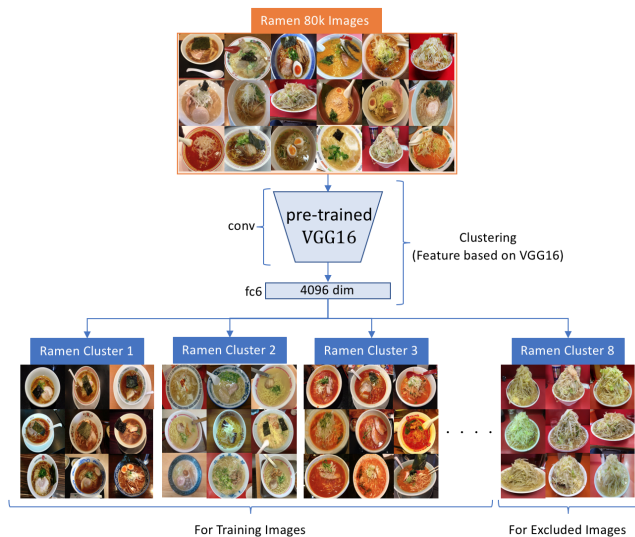 Ramen 80k Images
conv
pre-trained
VGG16
Clustering
(Feature based on VGG16)
fc6
4096 dim
Ramen Cluster 1
Ramen Cluster 2
Ramen Cluster 3
Ramen Cluster 8
. . . .
For Training Images
For Excluded Images